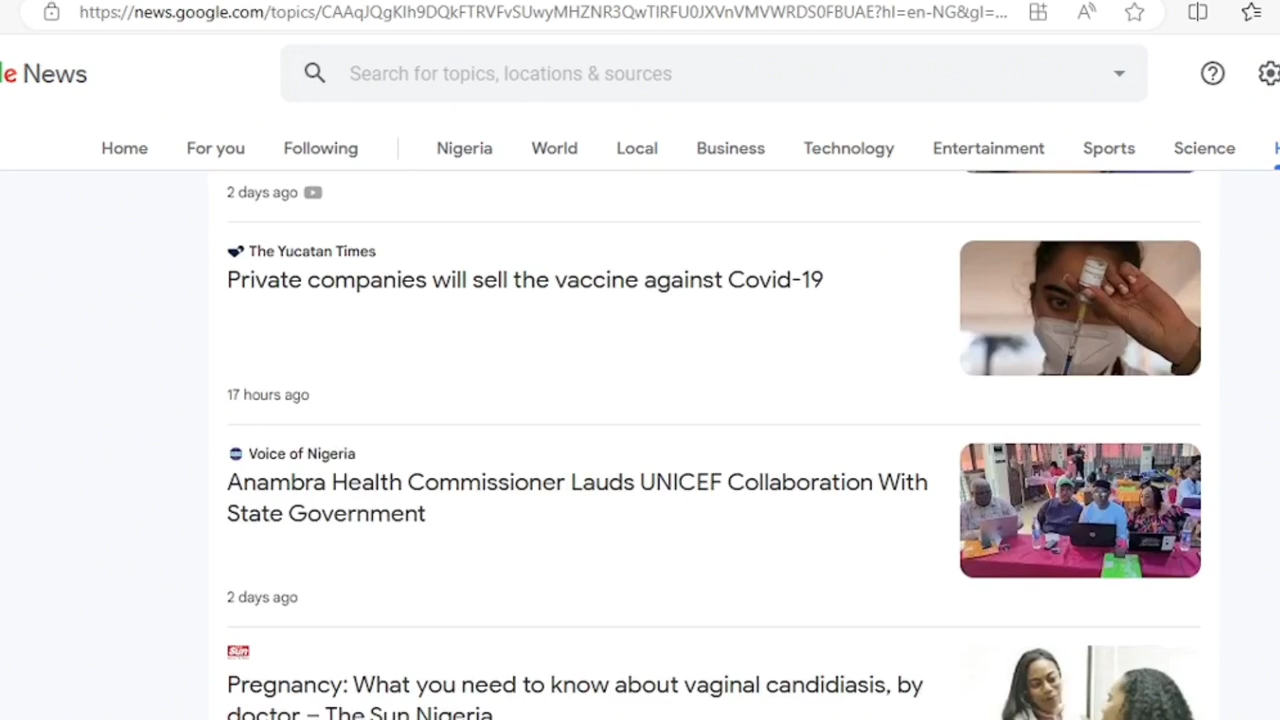 https://news.google.com/topics/CAAqJQgKIh9DQkFTRVFvSUwyMHZNR3QwTlRFU0JXVnVMVWRDS0FBUAE?hl=en-NG&gl=...
le News
Search for topics, locations & sources
Home For you Following Nigeria World Local Business Technology Entertainment Sports Science
2 days ago
The Yucatan Times
Private companies will sell the vaccine against Covid-19
17 hours ago
Voice of Nigeria
Anambra Health Commissioner Lauds UNICEF Collaboration With
State Government
2 days ago
Sun
Pregnancy: What you need to know about vaginal candidiasis, by
doctor – The Sun Nigeria